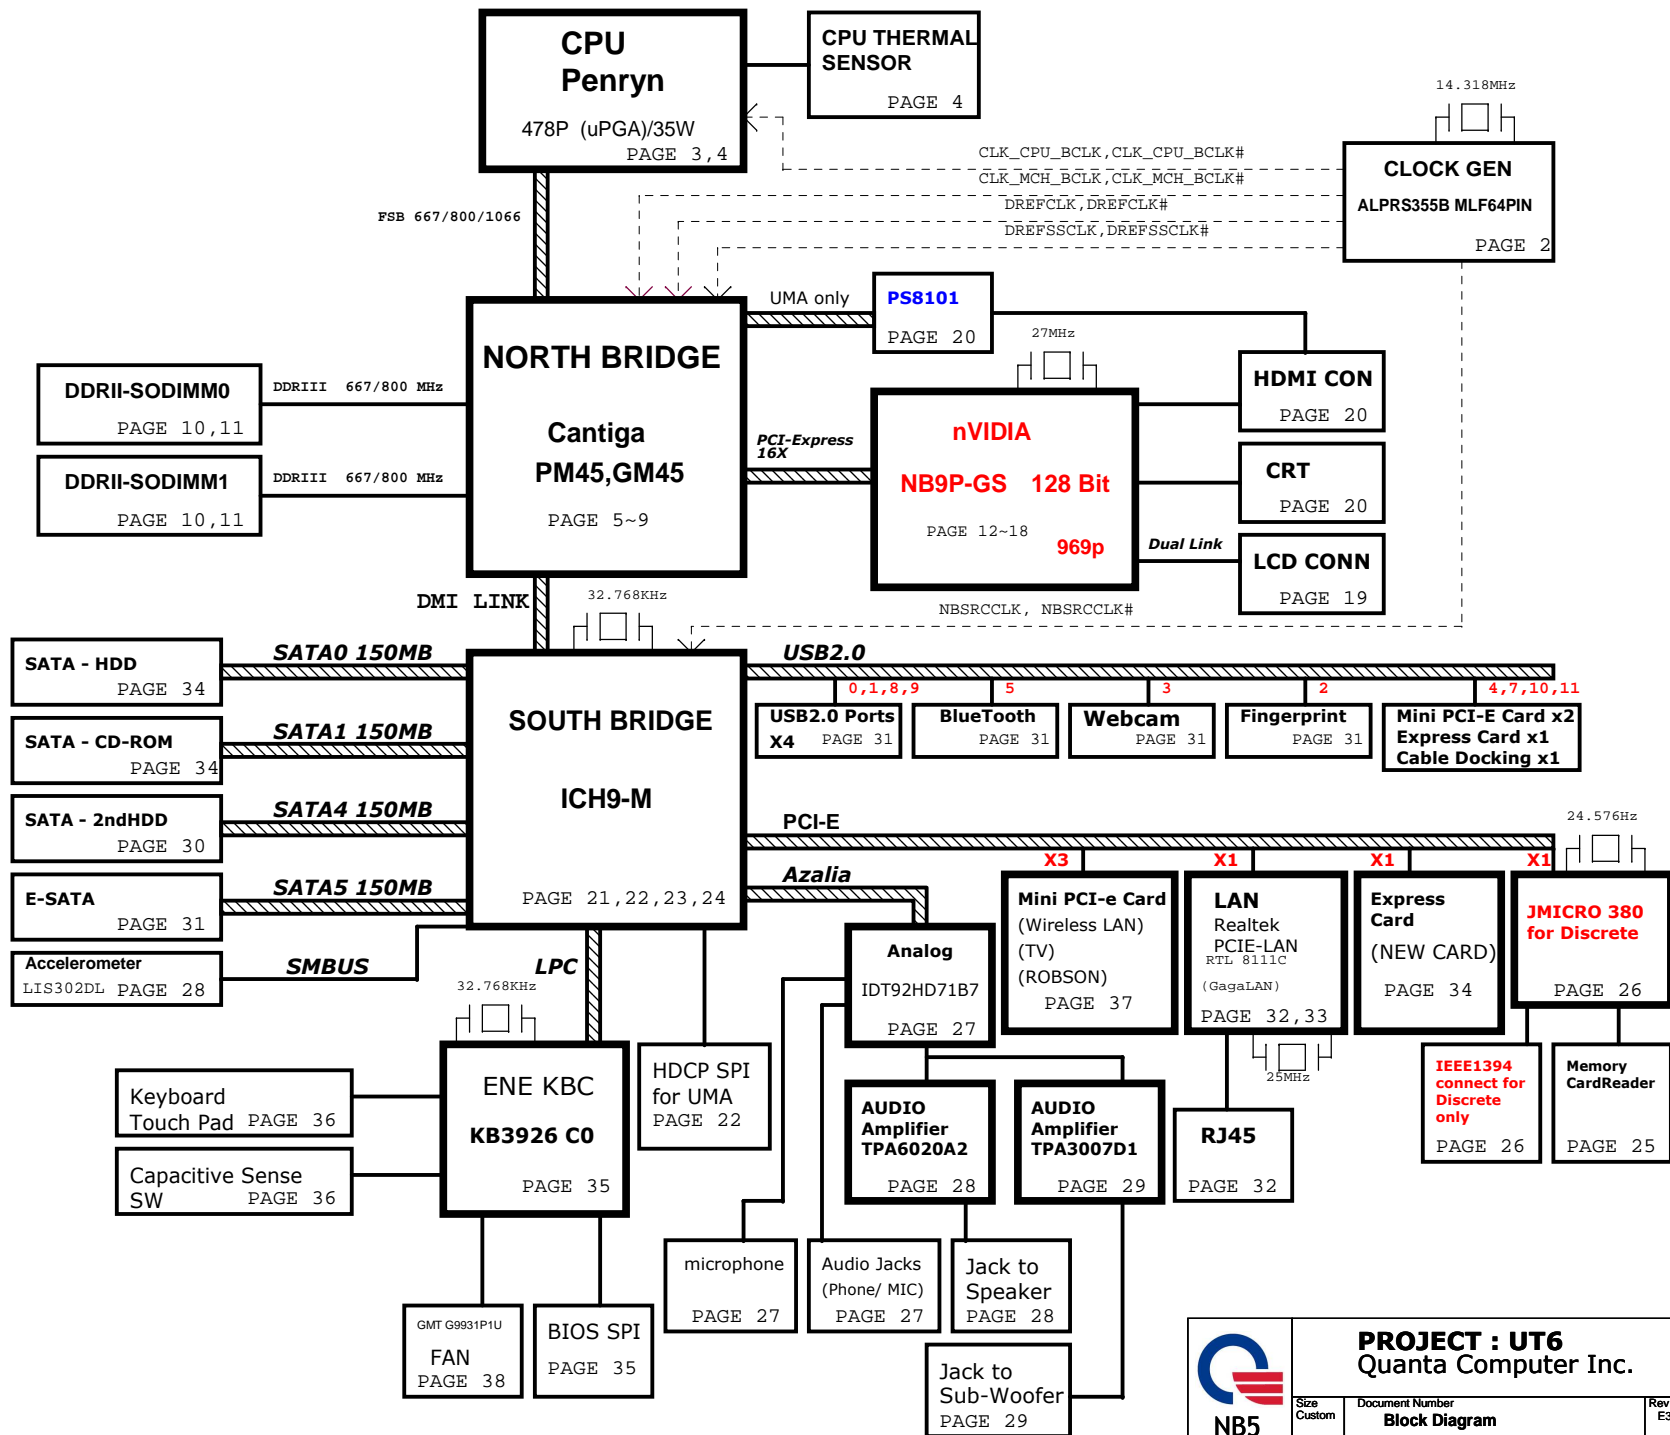 CPU
Penryn
478P (uPGA)/35W
PAGE 3,4
CPU THERMAL
SENSOR
PAGE 4
14.318MHz
CLOCK GEN
ALPRS355B MLF64PIN
PAGE 2
CLK_CPU_BCLK,CLK_CPU_BCLK#
CLK_MCH_BCLK,CLK_MCH_BCLK#
DREFCLK,DREFCLK#
DREFSSCLK,DREFSSCLK#
FSB 667/800/1066
NORTH BRIDGE
Cantiga
PM45,GM45
PAGE 5~9
UMA only
PS8101
PAGE 20
27MHz
HDMI CON
PAGE 20
DDRII-SODIMM0
PAGE 10,11
DDRIII 667/800 MHz
DDRII-SODIMM1
PAGE 10,11
DDRIII 667/800 MHz
PCI-Express
16X
nVIDIA
NB9P-GS 128 Bit
PAGE 12~18
969p
CRT
PAGE 20
Dual Link
LCD CONN
PAGE 19
DMI LINK
32.768KHz
NBSRCCLK, NBSRCCLK#
SATA - HDD
PAGE 34
SATA0 150MB
SATA - CD-ROM
PAGE 34
SATA1 150MB
SATA - 2ndHDD
PAGE 30
SATA4 150MB
E-SATA
PAGE 31
SATA5 150MB
Accelerometer
LIS302DL PAGE 28
SMBUS
SOUTH BRIDGE
ICH9-M
PAGE 21,22,23,24
USB2.0
0,1,8,9
5
3
2
4,7,10,11
USB2.0 Ports
X4 PAGE 31
BlueTooth
PAGE 31
Webcam
PAGE 31
Fingerprint
PAGE 31
Mini PCI-E Card x2
Express Card x1
Cable Docking x1
PCI-E
24.576Hz
X3
X1
X1
X1
Azalia
Mini PCI-e Card
(Wireless LAN)
(TV)
(ROBSON)
PAGE 37
LAN
Realtek
PCIE-LAN
RTL 8111C
(GagaLAN)
PAGE 32,33
25MHz
Express
Card
(NEW CARD)
PAGE 34
JMICRO 380
for Discrete
PAGE 26
Analog
IDT92HD71B7
PAGE 27
LPC
32.768KHz
ENE KBC
KB3926 C0
PAGE 35
HDCP SPI
for UMA
PAGE 22
Keyboard
Touch Pad PAGE 36
Capacitive Sense
SW PAGE 36
AUDIO
Amplifier
TPA6020A2
PAGE 28
AUDIO
Amplifier
TPA3007D1
PAGE 29
RJ45
PAGE 32
IEEE1394
connect for
Discrete
only
PAGE 26
Memory
CardReader
PAGE 25
microphone
PAGE 27
Audio Jacks
(Phone/ MIC)
PAGE 27
Jack to
Speaker
PAGE 28
GMT G9931P1U
FAN
PAGE 38
BIOS SPI
PAGE 35
Jack to
Sub-Woofer
PAGE 29
NB5
PROJECT : UT6
Quanta Computer Inc.
Size
Custom
Document Number
Block Diagram
Rev
E3